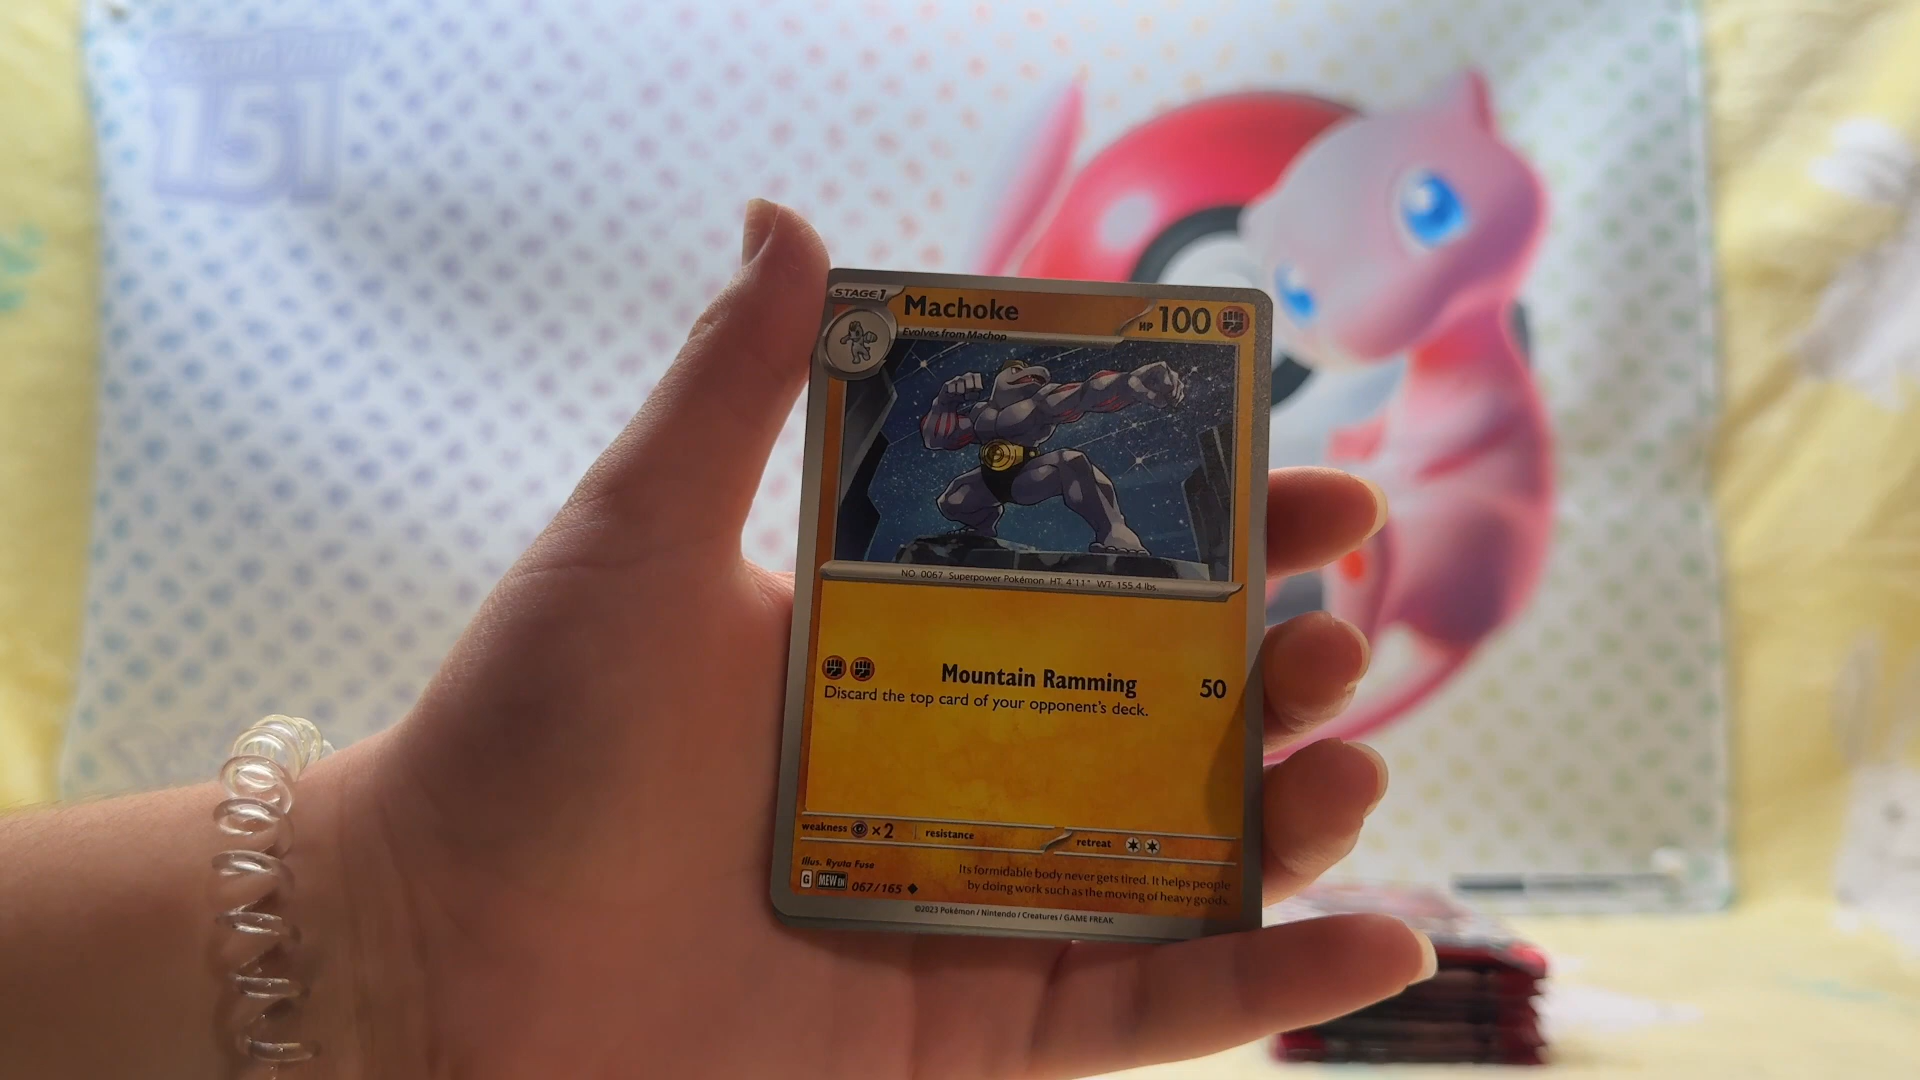 151
STAGE 1
Machoke
HP 100
Evolves from Machop
NO. 0067 Superpower Pokémon HT: 4'11" WT: 155.4 lbs.
Mountain Ramming 50
Discard the top card of your opponent's deck.
weakness ×2 resistance retreat
Illus. Ryuta Fuse
G MEW EN 067/165
Its formidable body never gets tired. It helps people
by doing work such as the moving of heavy goods.
©2023 Pokémon / Nintendo / Creatures / GAME FREAK